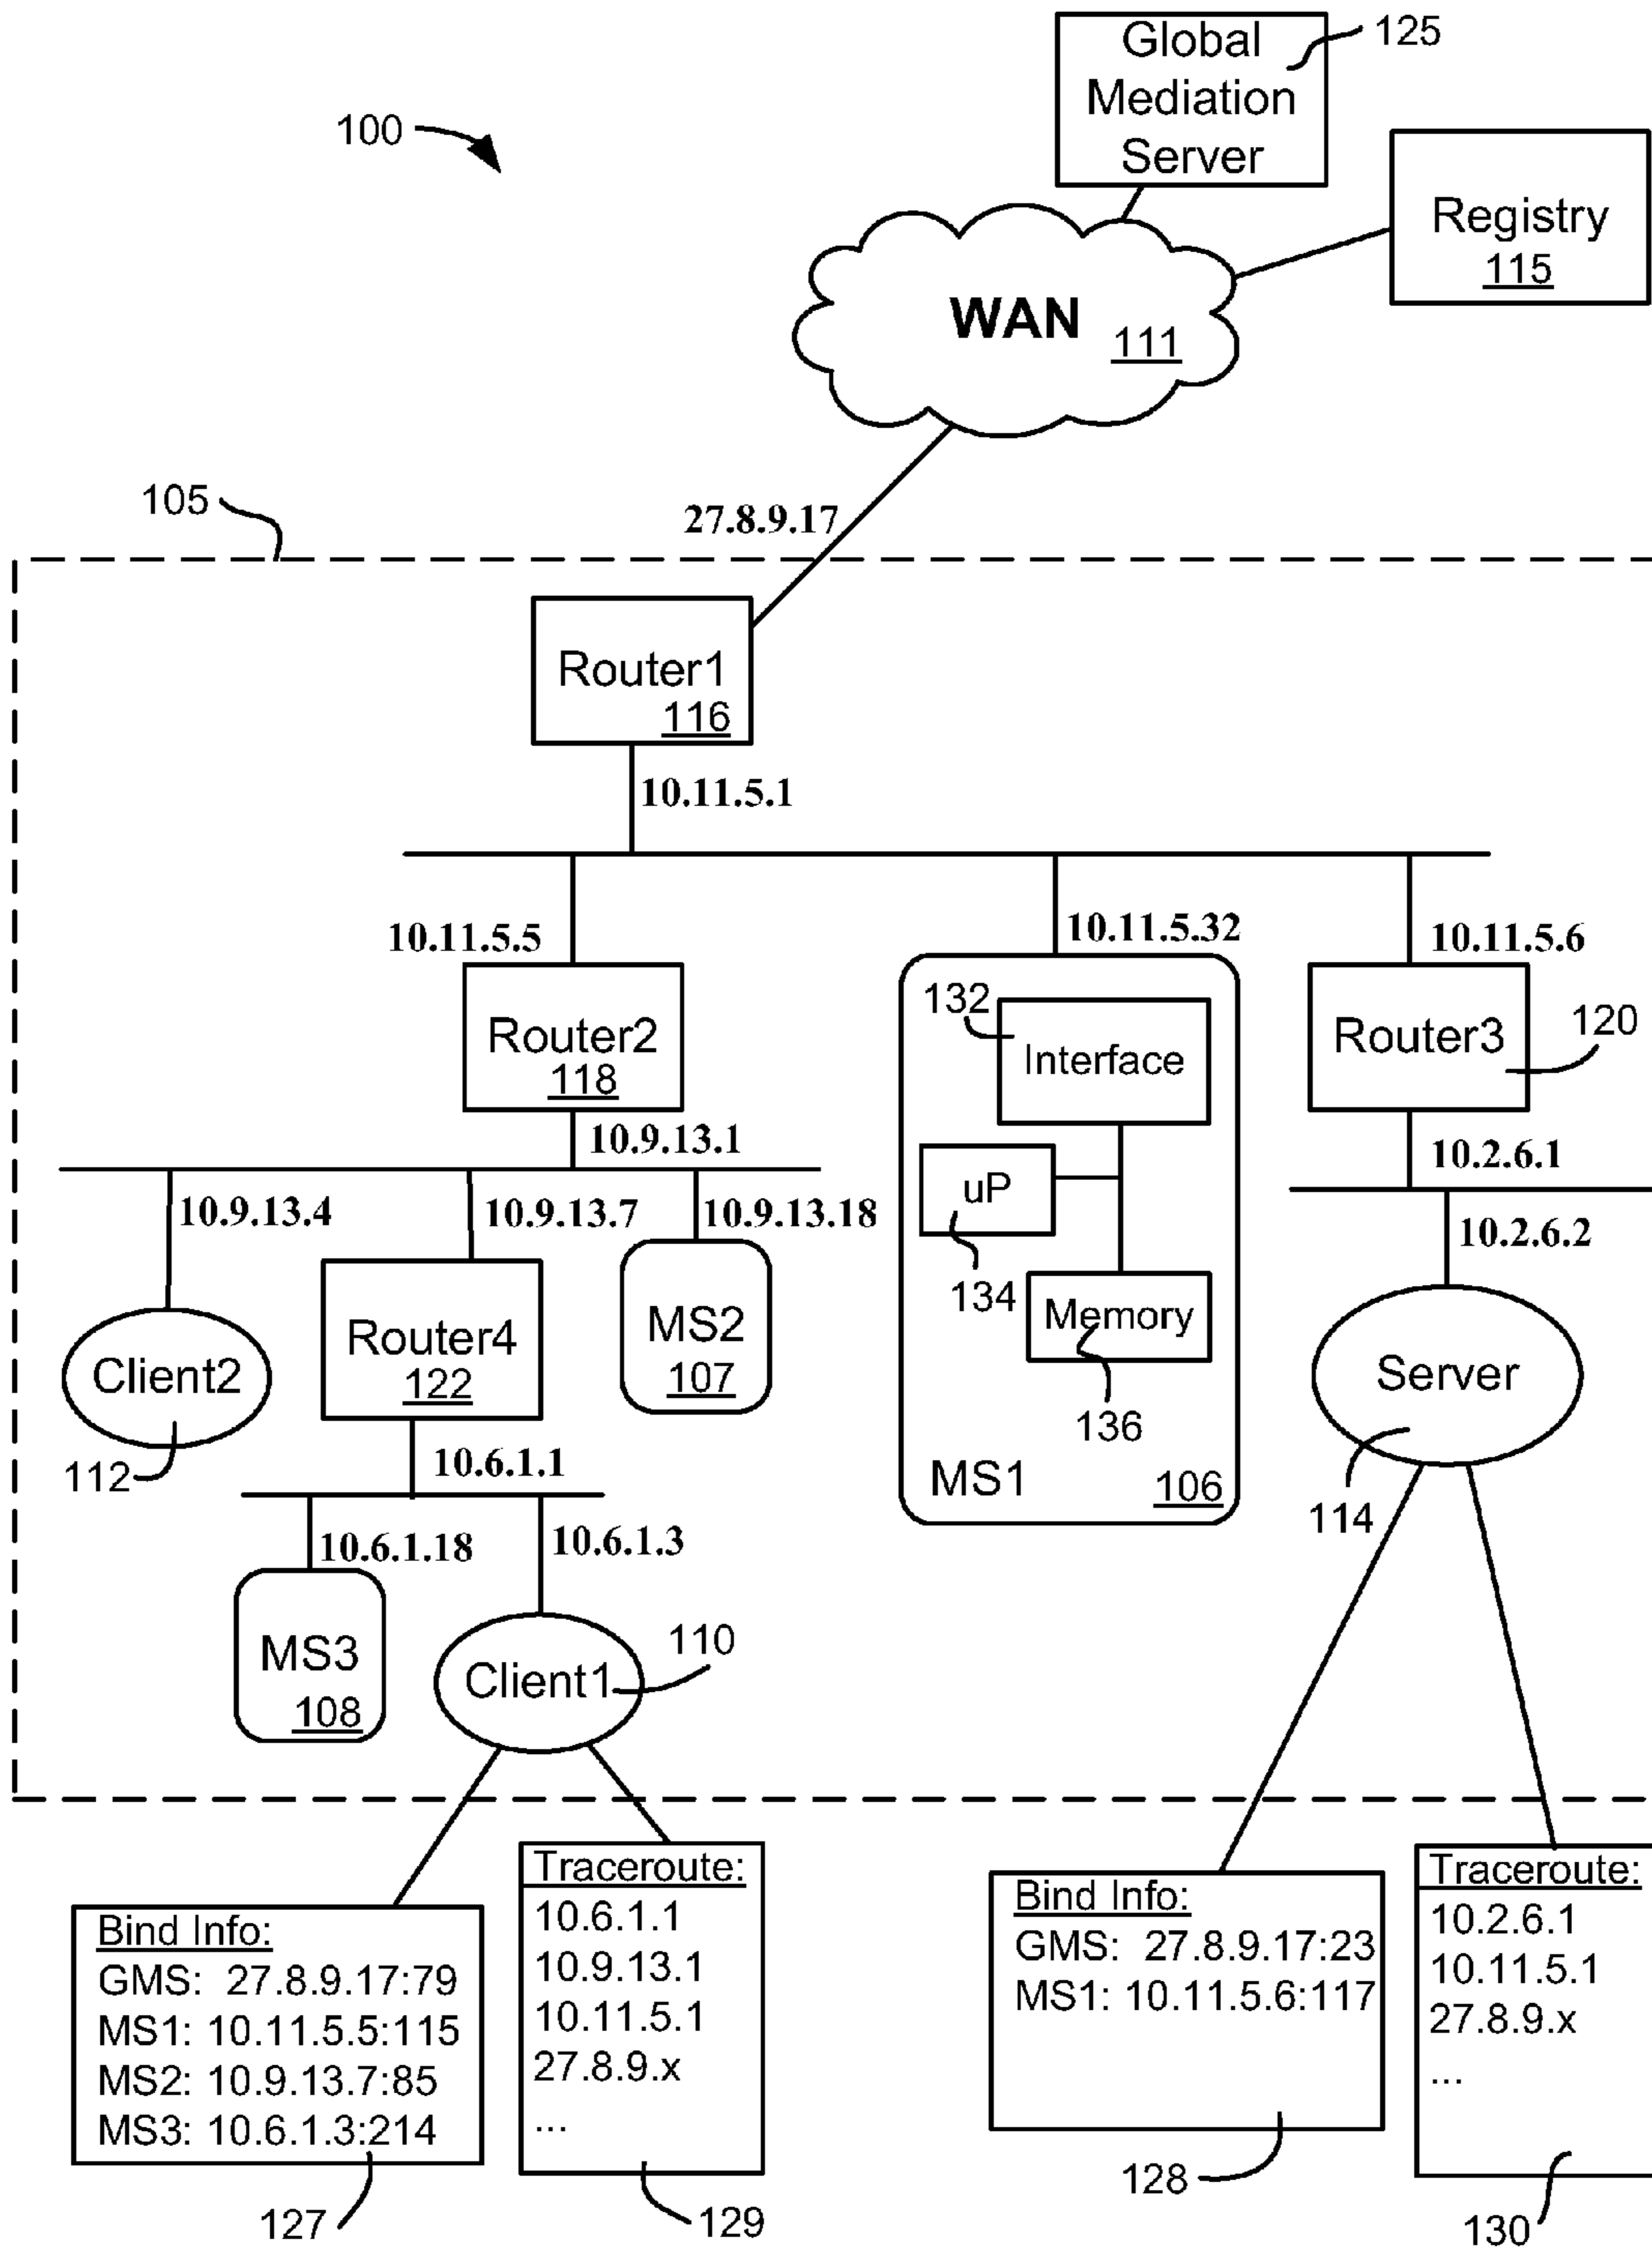 Global
Mediation
Server
125
100
Registry
115
WAN
111
105
27.8.9.17
Router1
116
10.11.5.1
10.11.5.5
10.11.5.32
10.11.5.6
Router2
118
132
Interface
Router3
120
10.9.13.1
uP
134
10.2.6.1
10.9.13.4
10.9.13.7
10.9.13.18
10.2.6.2
Client2
112
Router4
122
MS2
107
Memory
136
MS1
106
Server
114
10.6.1.1
10.6.1.18
10.6.1.3
MS3
108
Client1
110
Bind Info:
GMS: 27.8.9.17:79
MS1: 10.11.5.5:115
MS2: 10.9.13.7:85
MS3: 10.6.1.3:214
127
Traceroute:
10.6.1.1
10.9.13.1
10.11.5.1
27.8.9.x
...
129
Bind Info:
GMS: 27.8.9.17:23
MS1: 10.11.5.6:117
128
Traceroute:
10.2.6.1
10.11.5.1
27.8.9.x
...
130